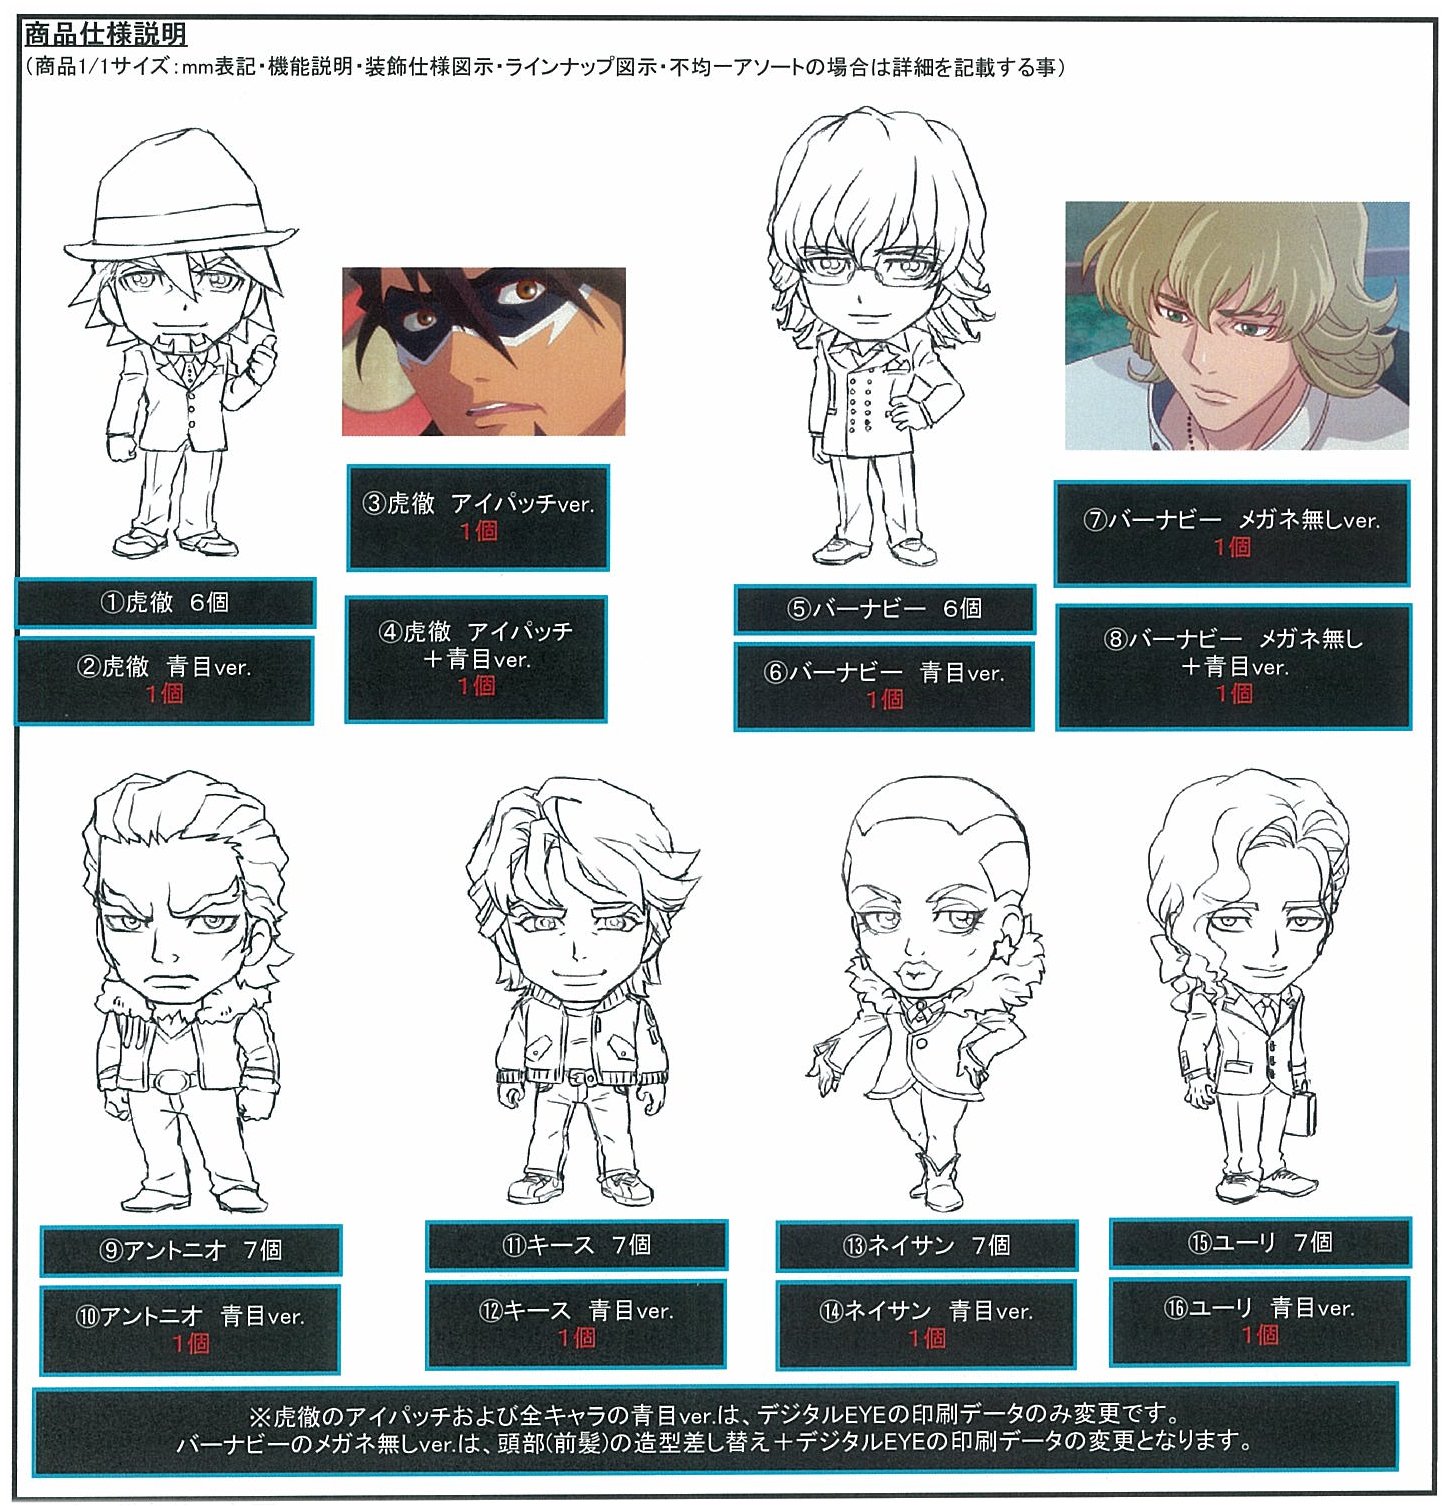 商品仕様説明
（商品1/1サイズ：mm表記・機能説明・装飾仕様図示・ラインナップ図示・不均一アソートの場合は詳細を記載する事）
③虎徹　アイパッチver.
１個
⑦バーナビー　メガネ無しver.
１個
①虎徹　６個
②虎徹　青目ver.
１個
④虎徹　アイパッチ
＋青目ver.
１個
⑤バーナビー　６個
⑥バーナビー　青目ver.
１個
⑧バーナビー　メガネ無し
＋青目ver.
１個
⑨アントニオ　７個
⑩アントニオ　青目ver.
１個
⑪キース　７個
⑫キース　青目ver.
１個
⑬ネイサン　７個
⑭ネイサン　青目ver.
１個
⑮ユーリ　７個
⑯ユーリ　青目ver.
１個
※虎徹のアイパッチおよび全キャラの青目ver.は、デジタルEYEの印刷データのみ変更です。
バーナビーのメガネ無しver.は、頭部(前髪)の造型差し替え＋デジタルEYEの印刷データの変更となります。